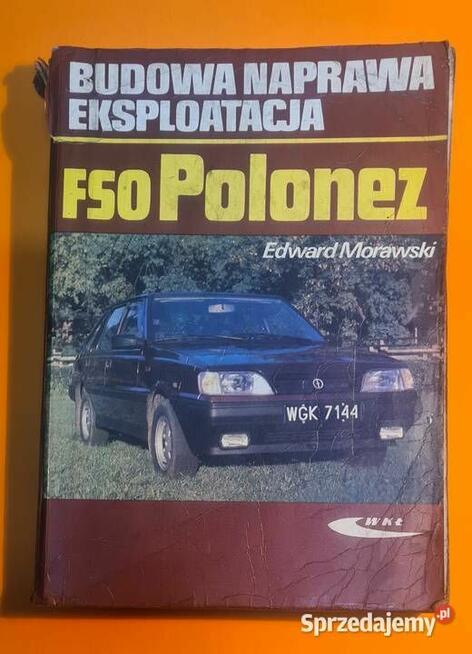 BUDOWA NAPRAWA
EKSPLOATACJA
FSO Polonez
Edward Morawski
WGK 7144
WKŁ
Sprzedajemy.pl